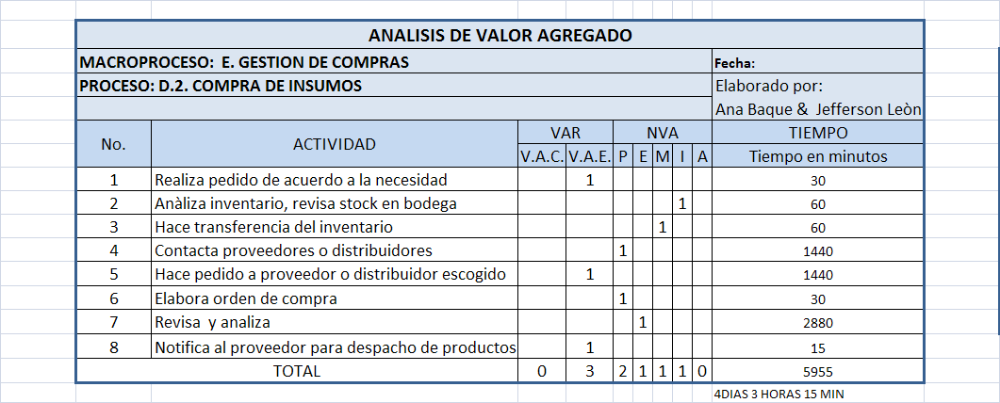 ANALISIS DE VALOR AGREGADO
MACROPROCESO: E. GESTION DE COMPRAS Fecha:
PROCESO: D.2. COMPRA DE INSUMOS Elaborado por:
Ana Baque & Jefferson Leòn
No. ACTIVIDAD VAR NVA TIEMPO
V.A.C. V.A.E. P E M I A Tiempo en minutos
1 Realiza pedido de acuerdo a la necesidad 1 30
2 Anàliza inventario, revisa stock en bodega 1 60
3 Hace transferencia del inventario 1 60
4 Contacta proveedores o distribuidores 1 1440
5 Hace pedido a proveedor o distribuidor escogido 1 1440
6 Elabora orden de compra 1 30
7 Revisa y analiza 1 2880
8 Notifica al proveedor para despacho de productos 1 15
TOTAL 0 3 2 1 1 1 0 5955
4DIAS 3 HORAS 15 MIN